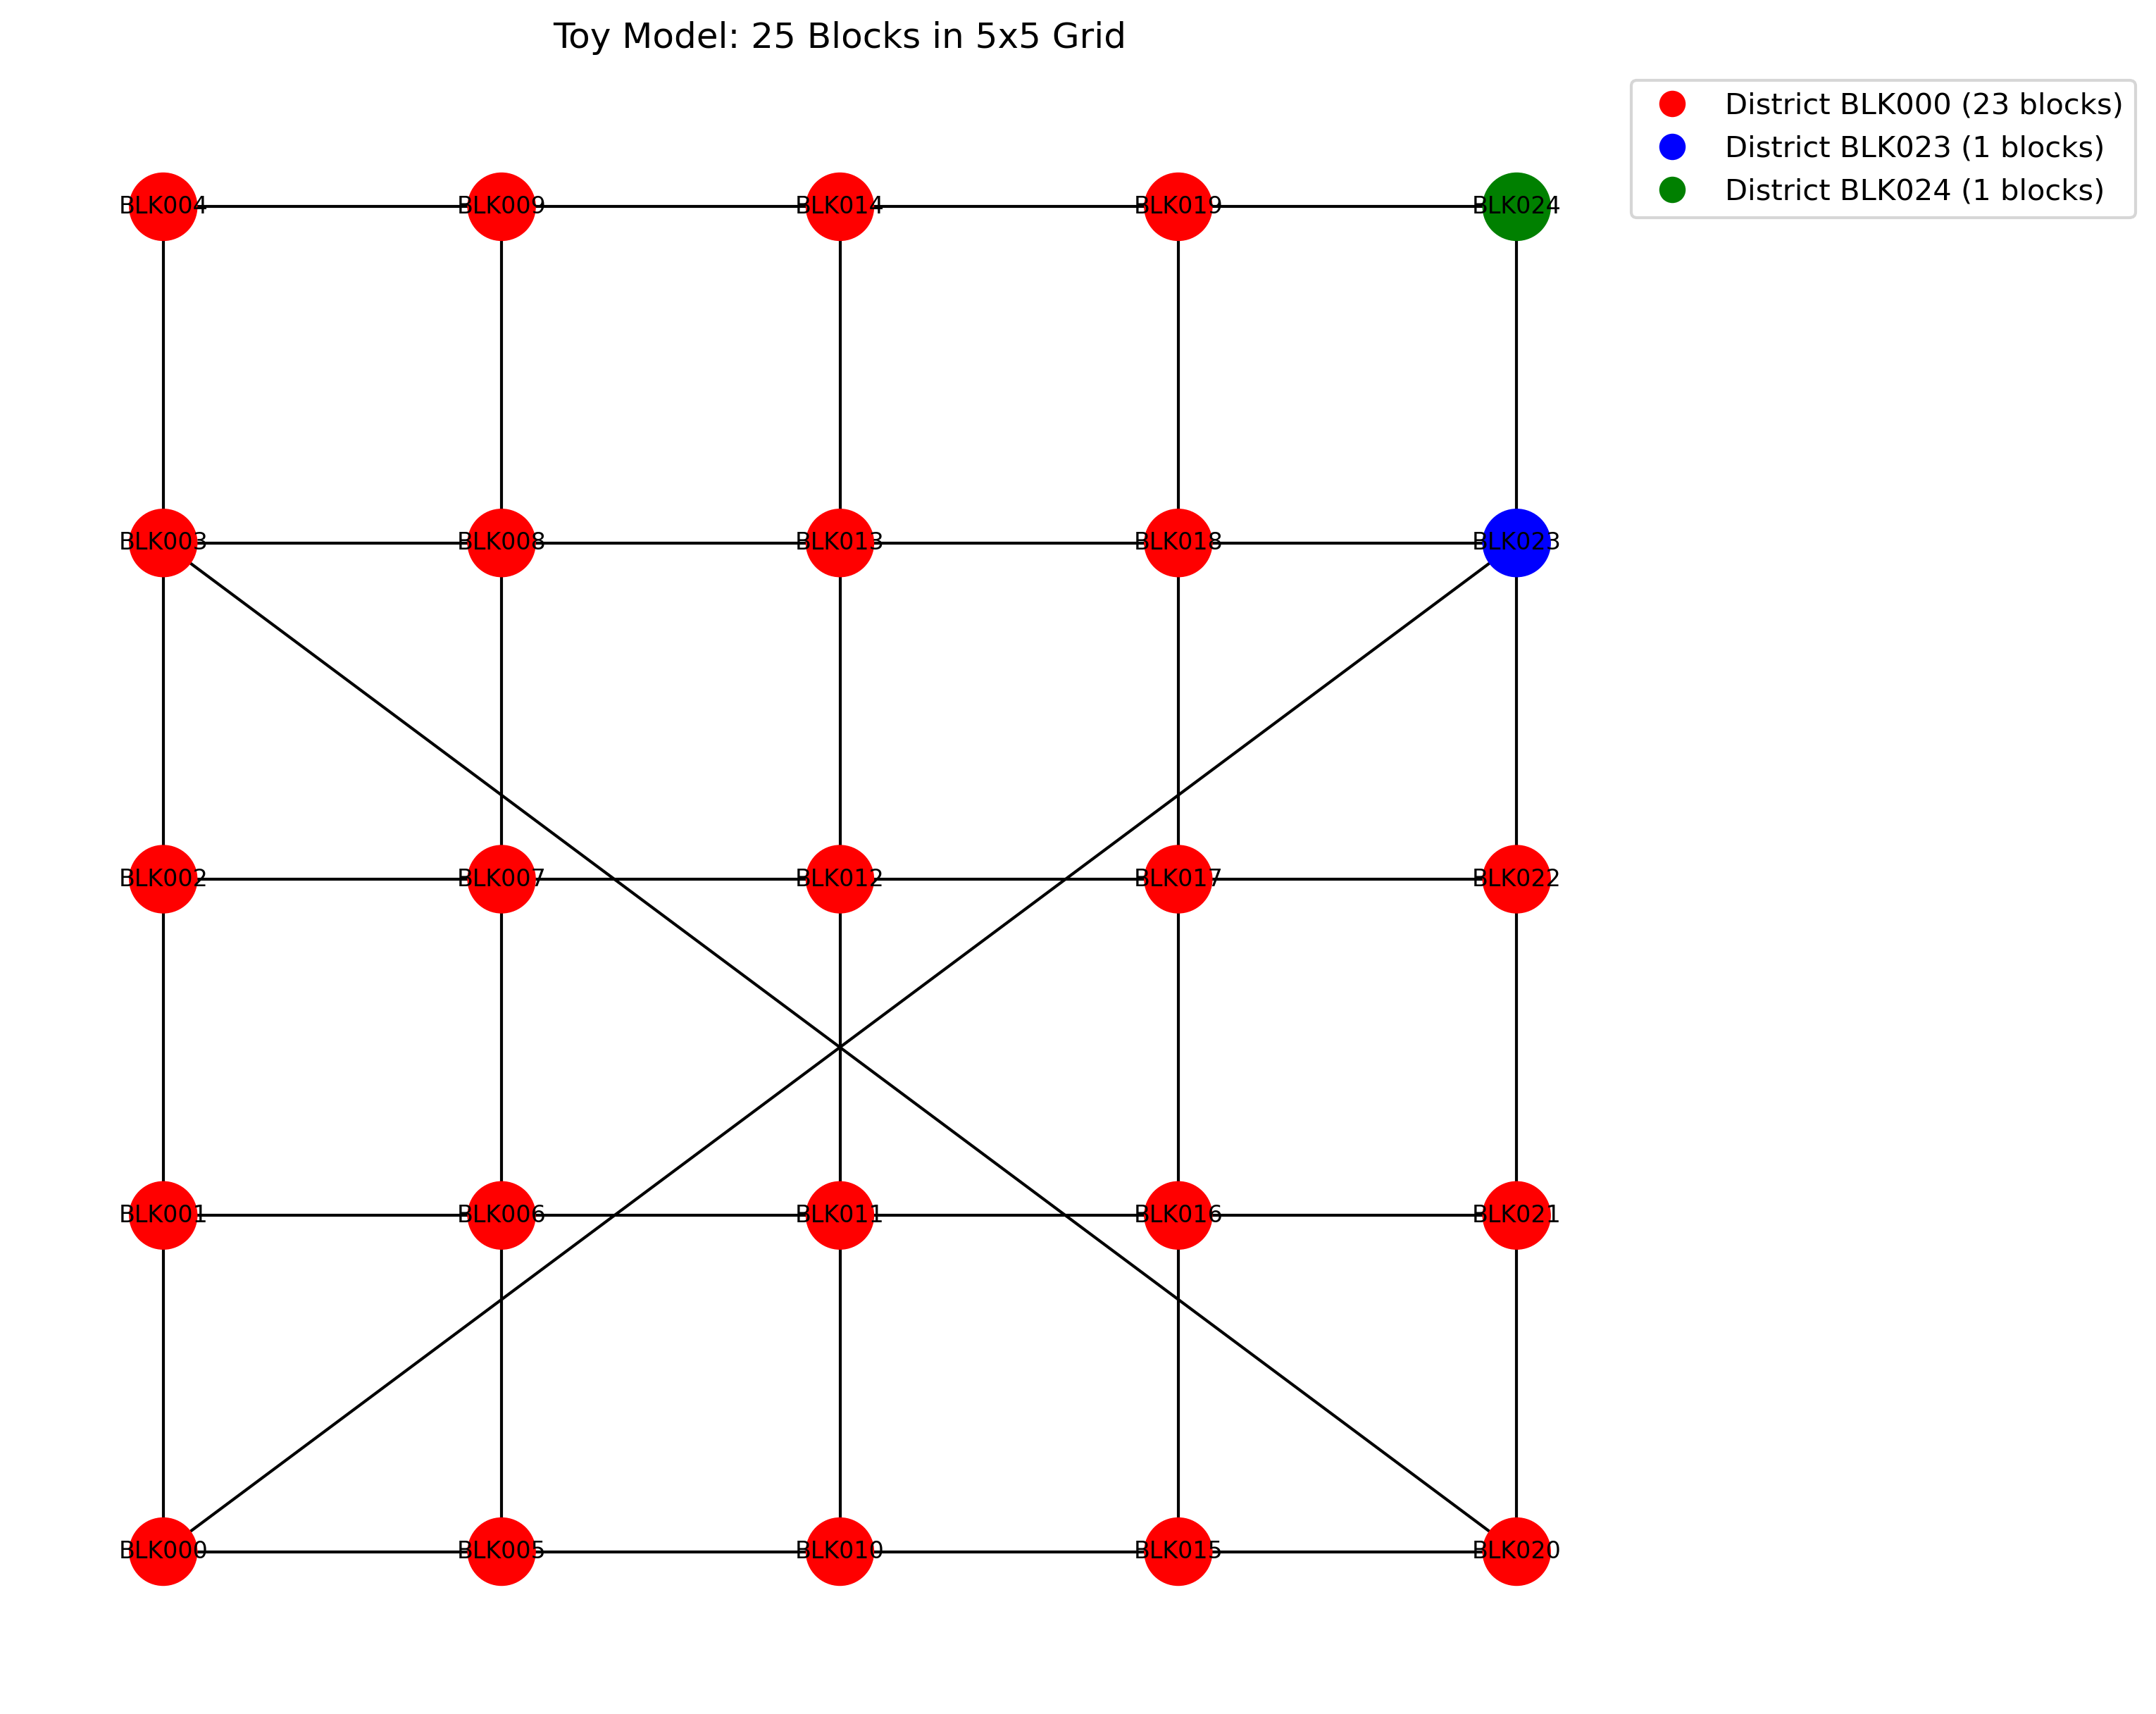 Toy Model: 25 Blocks in 5x5 Grid
District BLK000 (23 blocks)
District BLK023 (1 blocks)
District BLK024 (1 blocks)
BLK004 BLK009 BLK014 BLK019 BLK024
BLK003 BLK008 BLK013 BLK018 BLK023
BLK002 BLK007 BLK012 BLK017 BLK022
BLK001 BLK006 BLK011 BLK016 BLK021
BLK000 BLK005 BLK010 BLK015 BLK020